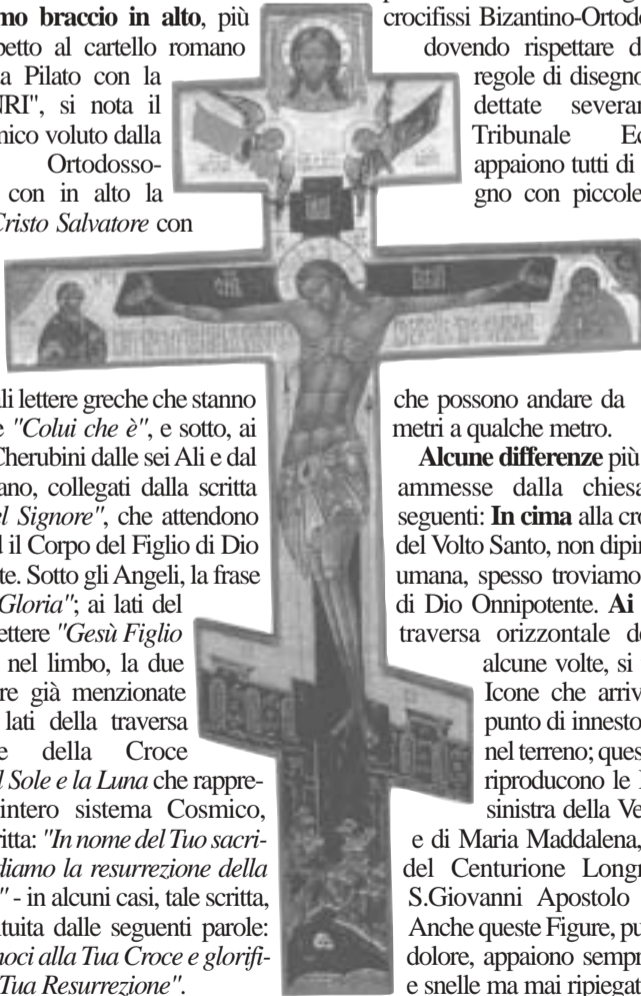 mo braccio in alto, più
petto al cartello romano
a Pilato con la
NRI", si nota il
mico voluto dalla
Ortodosso-
con in alto la
Cristo Salvatore con
ali lettere greche che stanno
e "Colui che è", e sotto, ai
Cherubini dalle sei Ali e dal
ano, collegati dalla scritta
el Signore", che attendono
l il Corpo del Figlio di Dio
te. Sotto gli Angeli, la frase
Gloria"; ai lati del
ettere "Gesù Figlio
nel limbo, la due
re già menzionate
lati della traversa
e della Croce
l Sole e la Luna che rappre-
intero sistema Cosmico,
ritta: "In nome del Tuo sacri-
diamo la resurrezione della
" - in alcuni casi, tale scritta,
tuita dalle seguenti parole:
noci alla Tua Croce e glorifi-
Tua Resurrezione".
crocifissi Bizantino-Ortod
dovendo rispettare d
regole di disegno
dettate severam
Tribunale Ec
appaiono tutti di
gno con piccole
che possono andare da
metri a qualche metro.
Alcune differenze più
ammesse dalla chiesa
seguenti: In cima alla cro
del Volto Santo, non dipin
umana, spesso troviamo
di Dio Onnipotente. Ai
traversa orizzontale de
alcune volte, si
Icone che arriv
punto di innesto
nel terreno; ques
riproducono le
sinistra della Ve
e di Maria Maddalena,
del Centurione Longi
S.Giovanni Apostolo
Anche queste Figure, pu
dolore, appaiono sempr
e snelle ma mai ripiegat